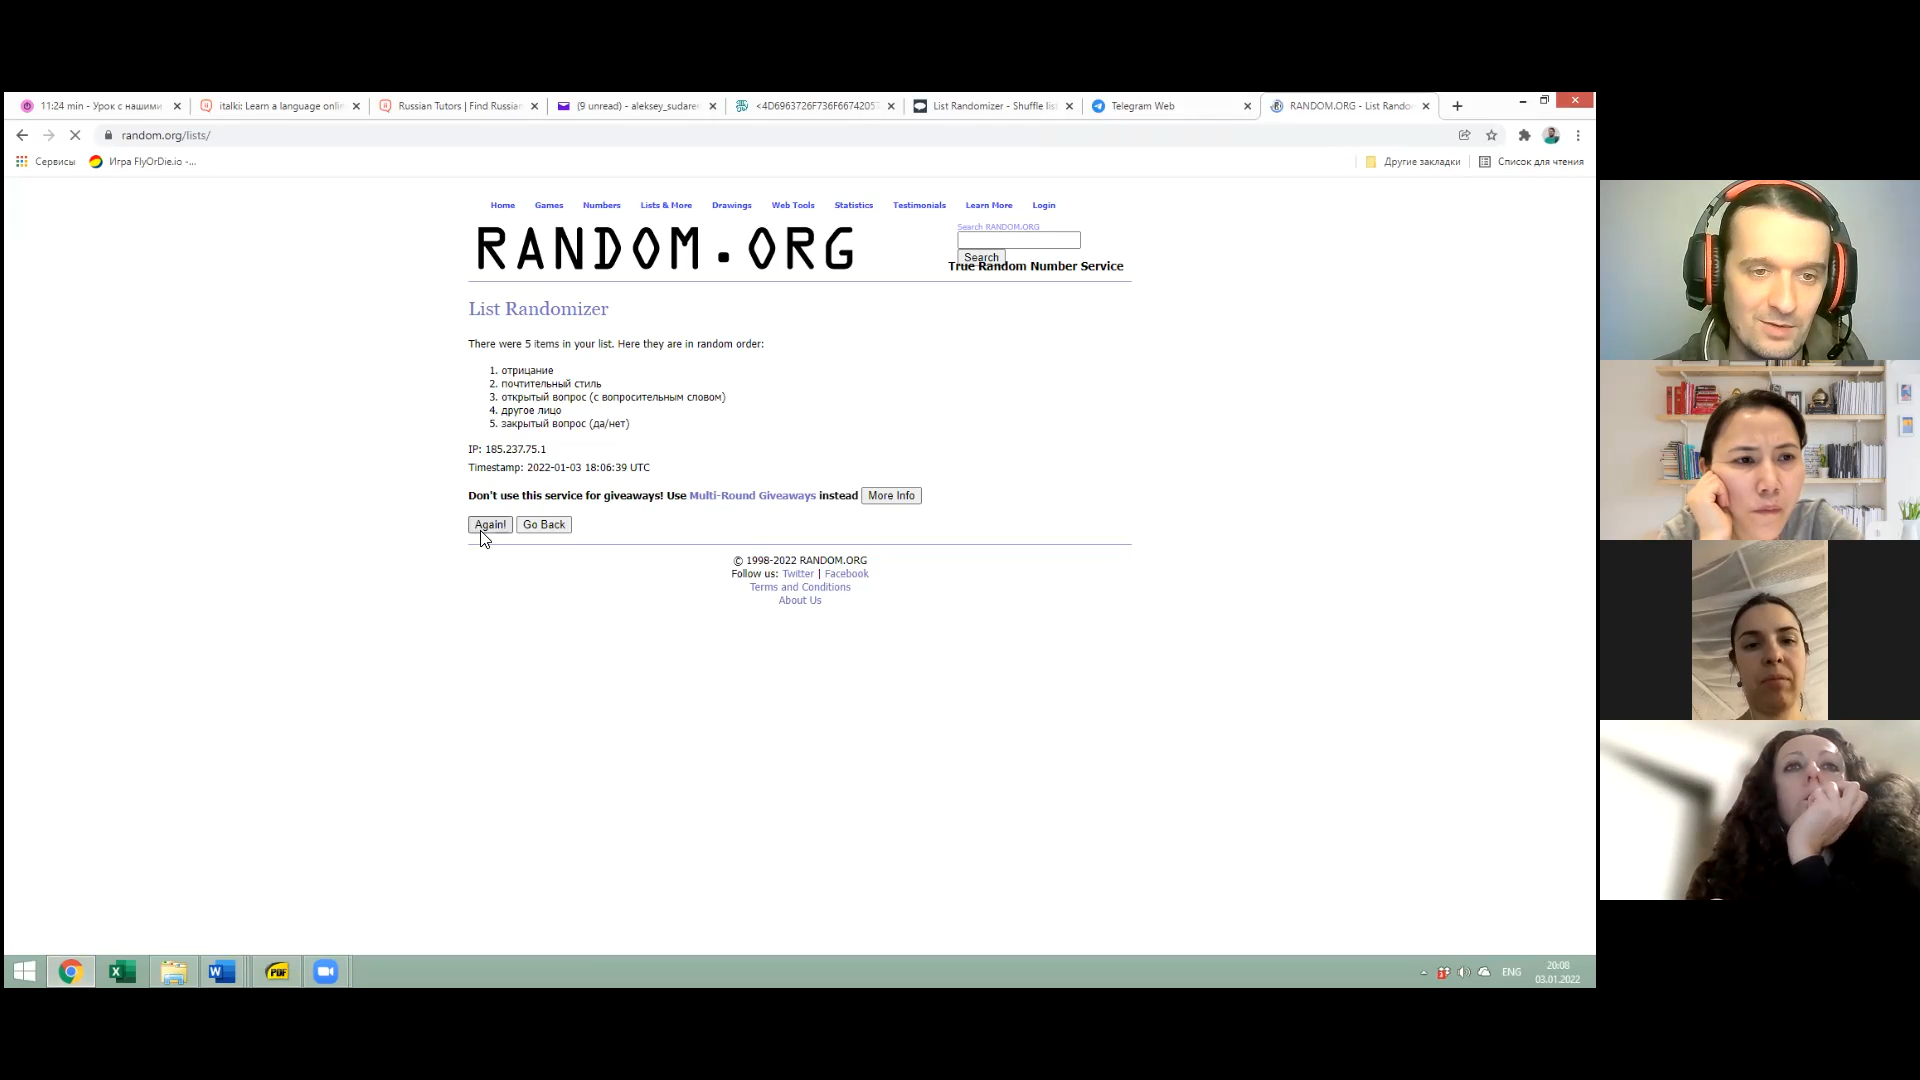 11:24 min - Урок с нашими
italki: Learn a language onlin
Russian Tutors | Find Russian
(9 unread) - aleksey_sudarev
<4D6963726F736F66742057
List Randomizer - Shuffle list
Telegram Web
RANDOM.ORG - List Rando
random.org/lists/
Сервисы
Игра FlyOrDie.io -...
Другие закладки
Список для чтения
Home Games Numbers Lists & More Drawings Web Tools Statistics Testimonials Learn More Login
RANDOM.ORG
Search RANDOM.ORG
Search
True Random Number Service
List Randomizer
There were 5 items in your list. Here they are in random order:
1. отрицание
2. почтительный стиль
3. открытый вопрос (с вопросительным словом)
4. другое лицо
5. закрытый вопрос (да/нет)
IP: 185.237.75.1
Timestamp: 2022-01-03 18:06:39 UTC
Don't use this service for giveaways! Use Multi-Round Giveaways instead More Info
Again! Go Back
© 1998-2022 RANDOM.ORG
Follow us: Twitter | Facebook
Terms and Conditions
About Us
PDF
ENG
20:08
03.01.2022